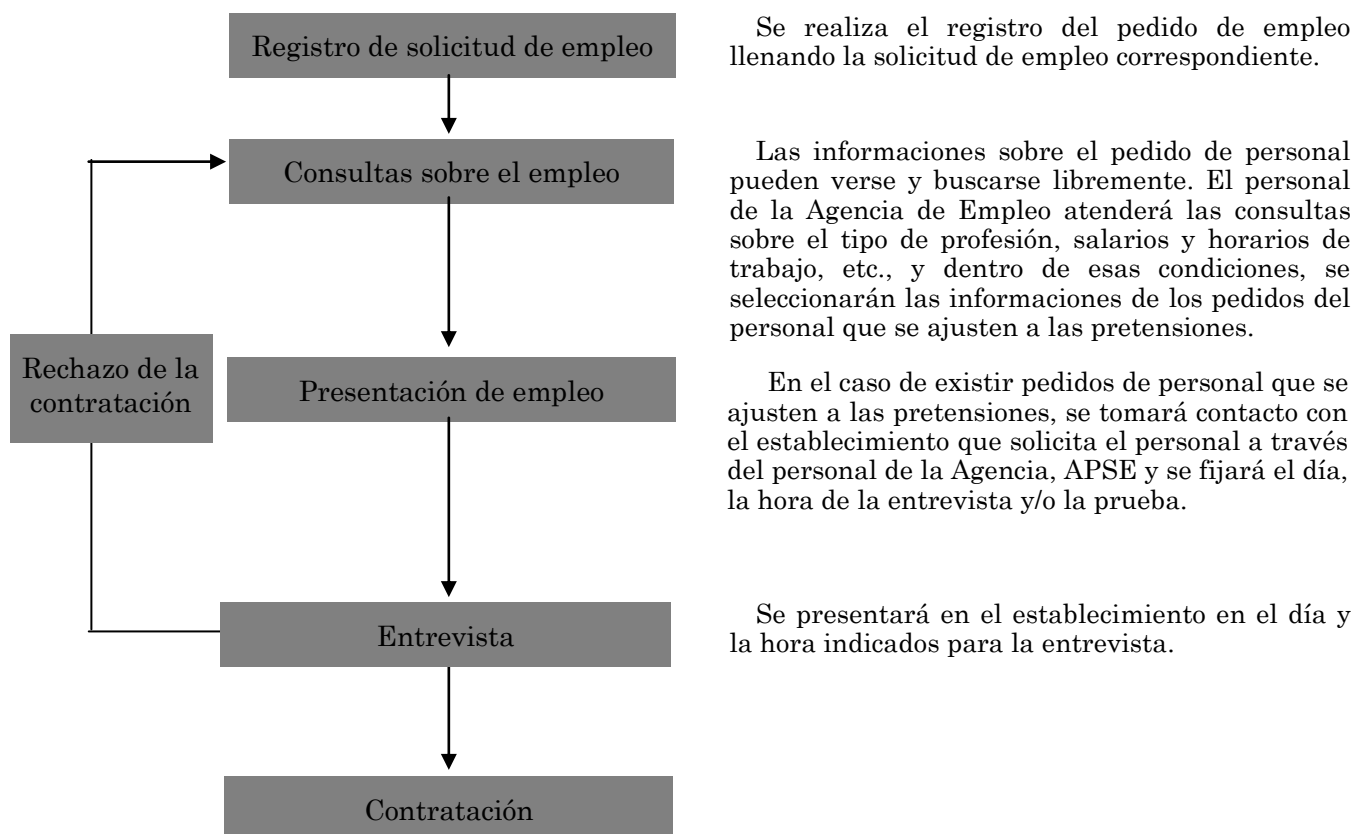 Registro de solicitud de empleo
Se realiza el registro del pedido de empleo
llenando la solicitud de empleo correspondiente.
Consultas sobre el empleo
Las informaciones sobre el pedido de personal
pueden verse y buscarse libremente. El personal
de la Agencia de Empleo atenderá las consultas
sobre el tipo de profesión, salarios y horarios de
trabajo, etc., y dentro de esas condiciones, se
seleccionarán las informaciones de los pedidos del
personal que se ajusten a las pretensiones.
Rechazo de la
contratación
Presentación de empleo
En el caso de existir pedidos de personal que se
ajusten a las pretensiones, se tomará contacto con
el establecimiento que solicita el personal a través
del personal de la Agencia, APSE y se fijará el día,
la hora de la entrevista y/o la prueba.
Entrevista
Se presentará en el establecimiento en el día y
la hora indicados para la entrevista.
Contratación